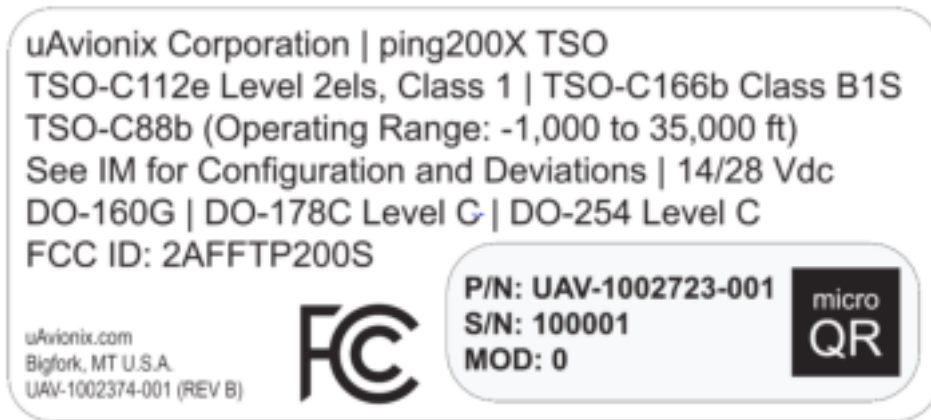 uAvionix Corporation | ping200X TSO
TSO-C112e Level 2els, Class 1 | TSO-C166b Class B1S
TSO-C88b (Operating Range: -1,000 to 35,000 ft)
See IM for Configuration and Deviations | 14/28 Vdc
DO-160G | DO-178C Level C | DO-254 Level C
FCC ID: 2AFFTP200S
P/N: UAV-1002723-001
S/N: 100001
MOD: 0
micro
QR
FC
uAvionix.com
Bigfork, MT U.S.A.
UAV-1002374-001 (REV B)